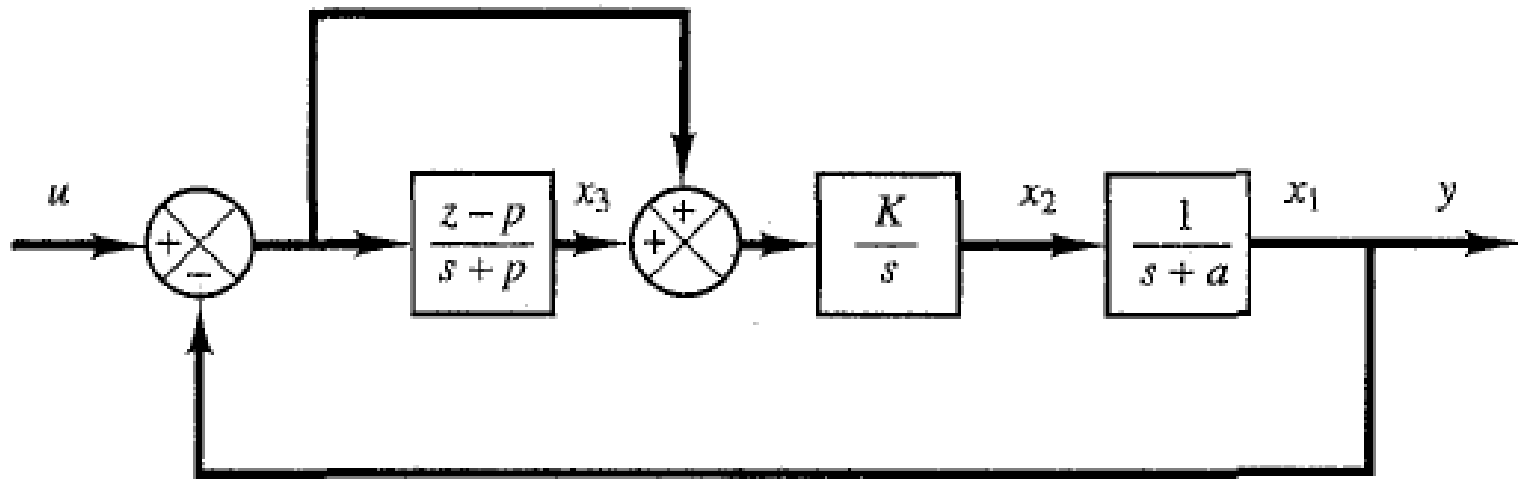 u
+
−
z − p
s + p
x₃
+
+
K
s
x₂
1
s + a
x₁
y